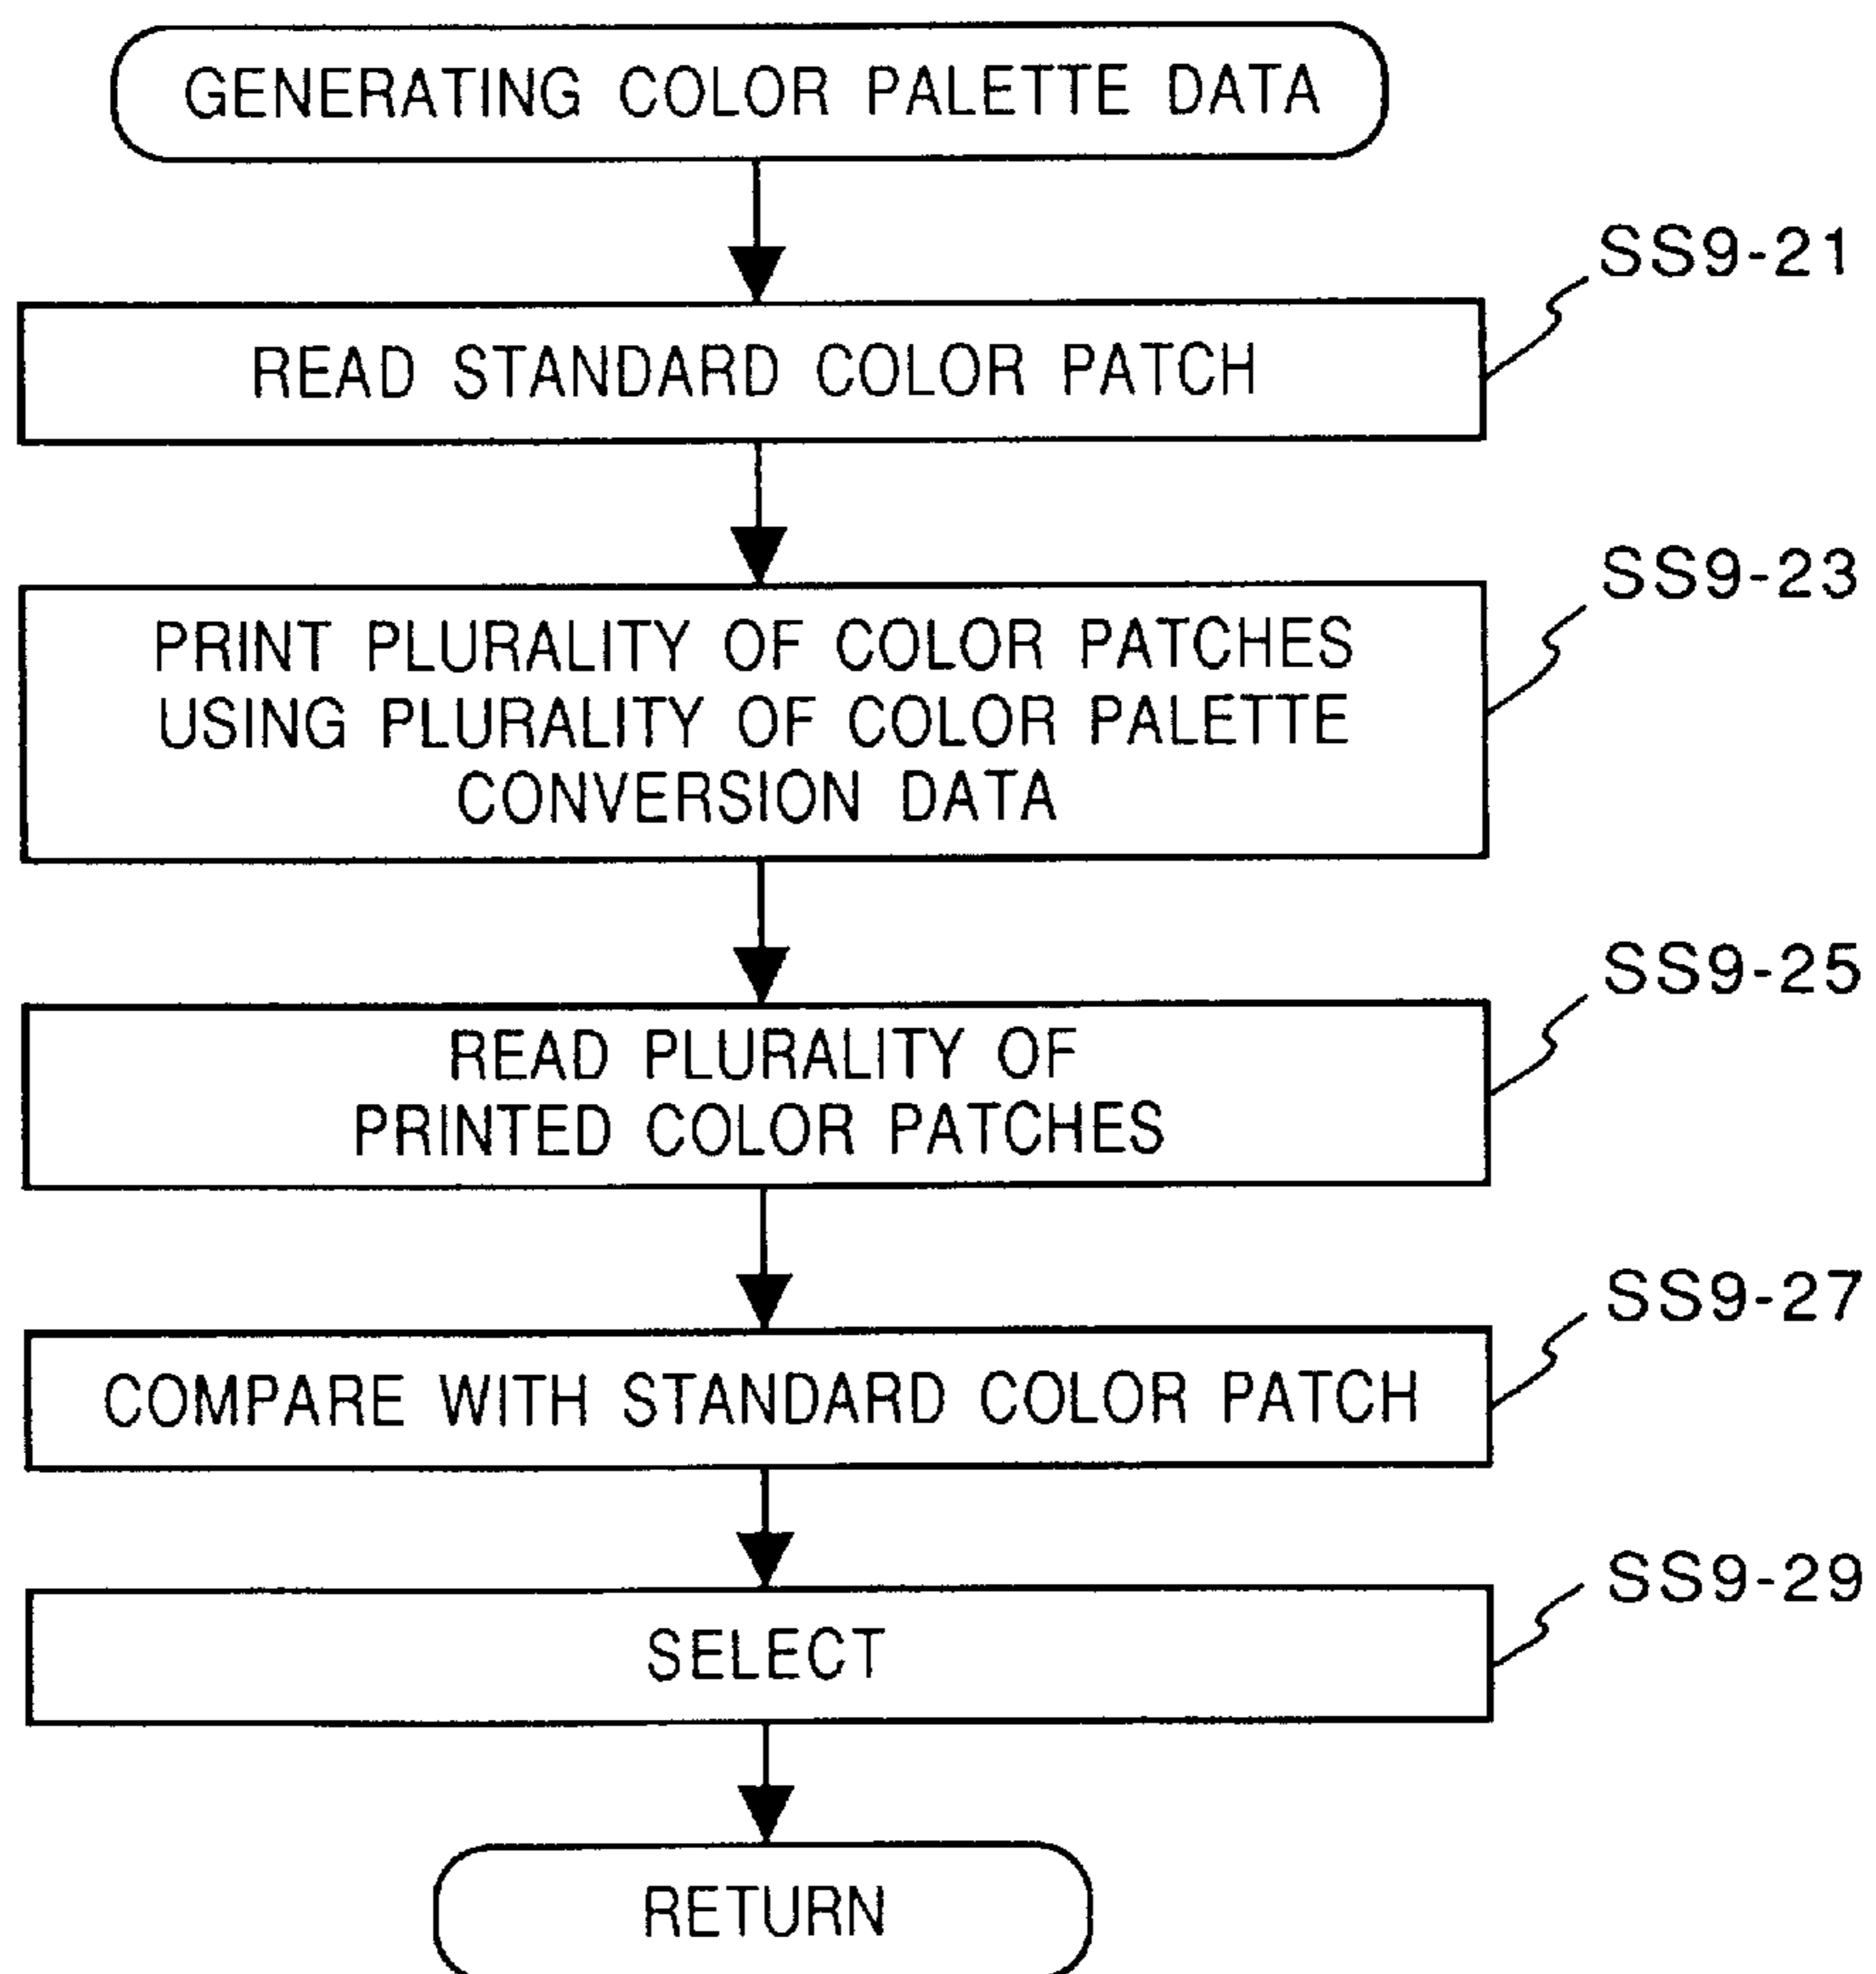 GENERATING COLOR PALETTE DATA
SS9-21
READ STANDARD COLOR PATCH
SS9-23
PRINT PLURALITY OF COLOR PATCHES
USING PLURALITY OF COLOR PALETTE
CONVERSION DATA
SS9-25
READ PLURALITY OF
PRINTED COLOR PATCHES
SS9-27
COMPARE WITH STANDARD COLOR PATCH
SS9-29
SELECT
RETURN